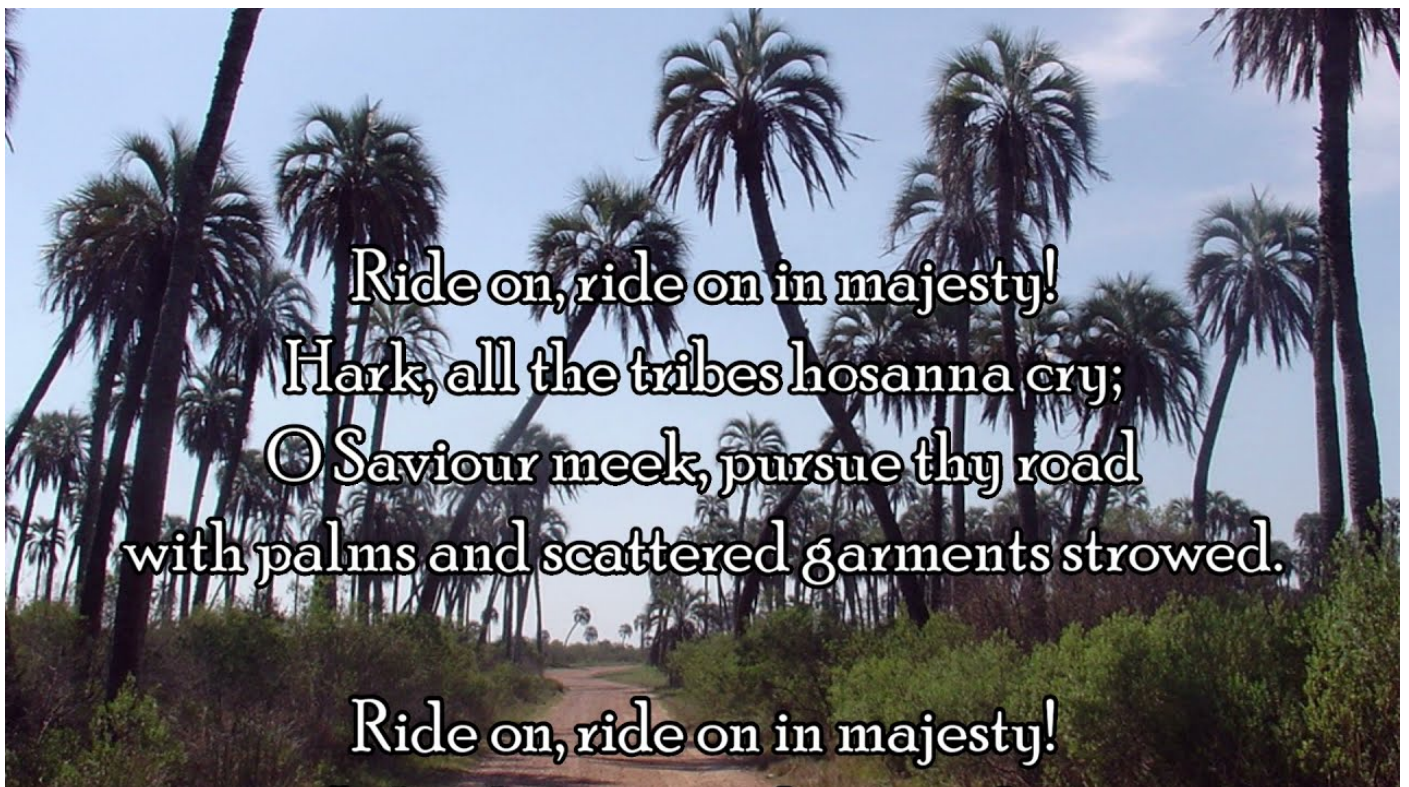 Ride on, ride on in majesty!
Hark, all the tribes hosanna cry;
O Saviour meek, pursue thy road
with palms and scattered garments strowed.
Ride on, ride on in majesty!